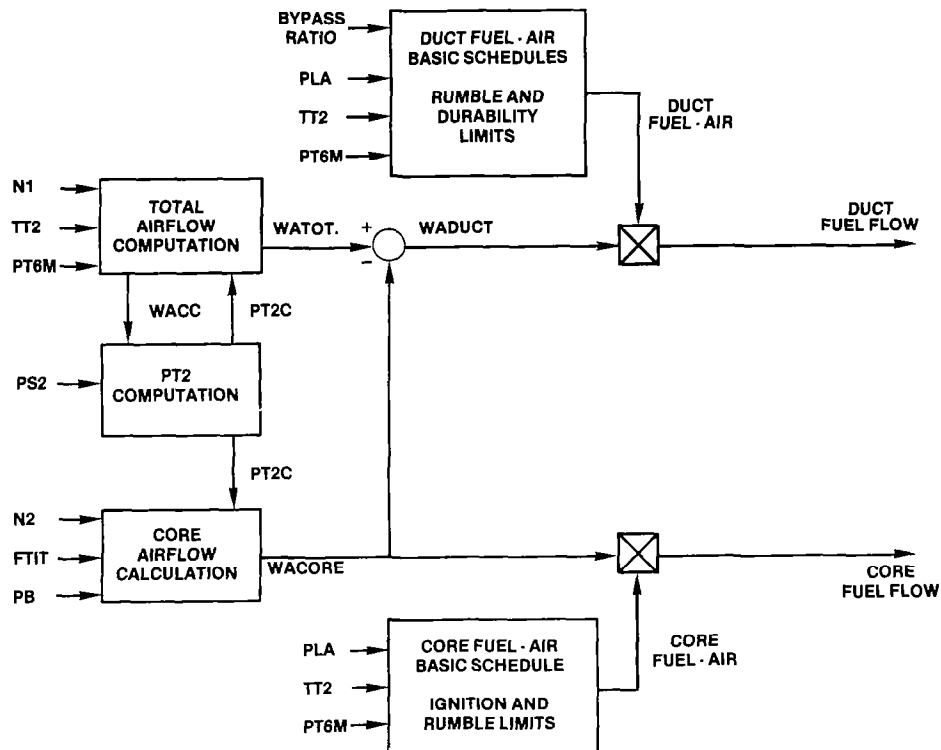 BYPASS
RATIO
PLA
TT2
PT6M
DUCT FUEL - AIR
BASIC SCHEDULES
RUMBLE AND
DURABILITY
LIMITS
DUCT
FUEL - AIR
N1
TT2
PT6M
TOTAL
AIRFLOW
COMPUTATION
WATOT.
+
-
WADUCT
DUCT
FUEL FLOW
WACC
PT2C
PS2
PT2
COMPUTATION
PT2C
N2
FTIT
PB
CORE
AIRFLOW
CALCULATION
WACORE
CORE
FUEL FLOW
PLA
TT2
PT6M
CORE FUEL - AIR
BASIC SCHEDULE
IGNITION AND
RUMBLE LIMITS
CORE
FUEL - AIR